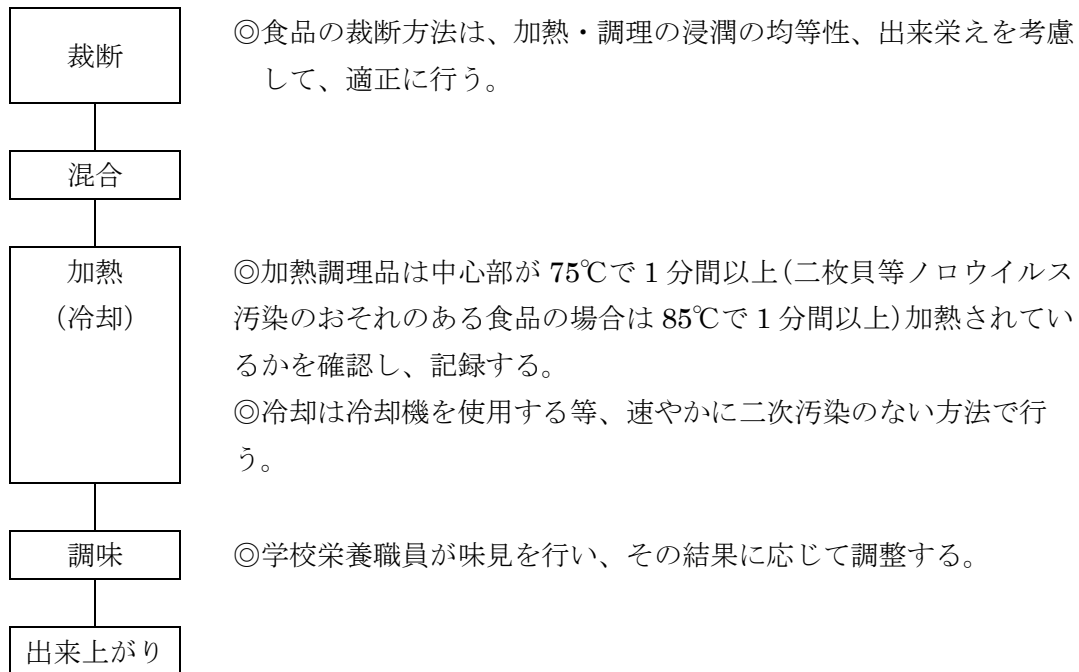 裁断
◎食品の裁断方法は、加熱・調理の浸潤の均等性、出来栄えを考慮
して、適正に行う。
混合
加熱
(冷却)
◎加熱調理品は中心部が 75℃で 1 分間以上(二枚貝等ノロウイルス
汚染のおそれのある食品の場合は 85℃で 1 分間以上)加熱されてい
るかを確認し、記録する。
◎冷却は冷却機を使用する等、速やかに二次汚染のない方法で行
う。
調味
◎学校栄養職員が味見を行い、その結果に応じて調整する。
出来上がり